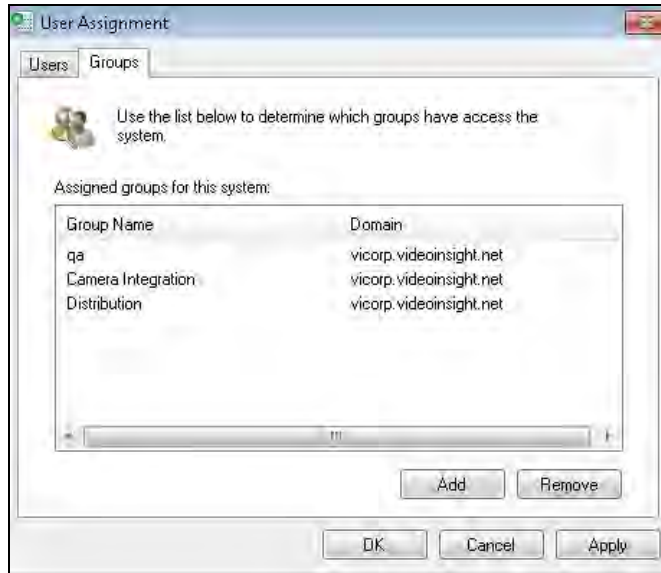 User Assignment
Users Groups
Use the list below to determine which groups have access the
system.
Assigned groups for this system:
Group Name Domain
qa vicorp.videoinsight.net
Camera Integration vicorp.videoinsight.net
Distribution vicorp.videoinsight.net
Add Remove
OK Cancel Apply